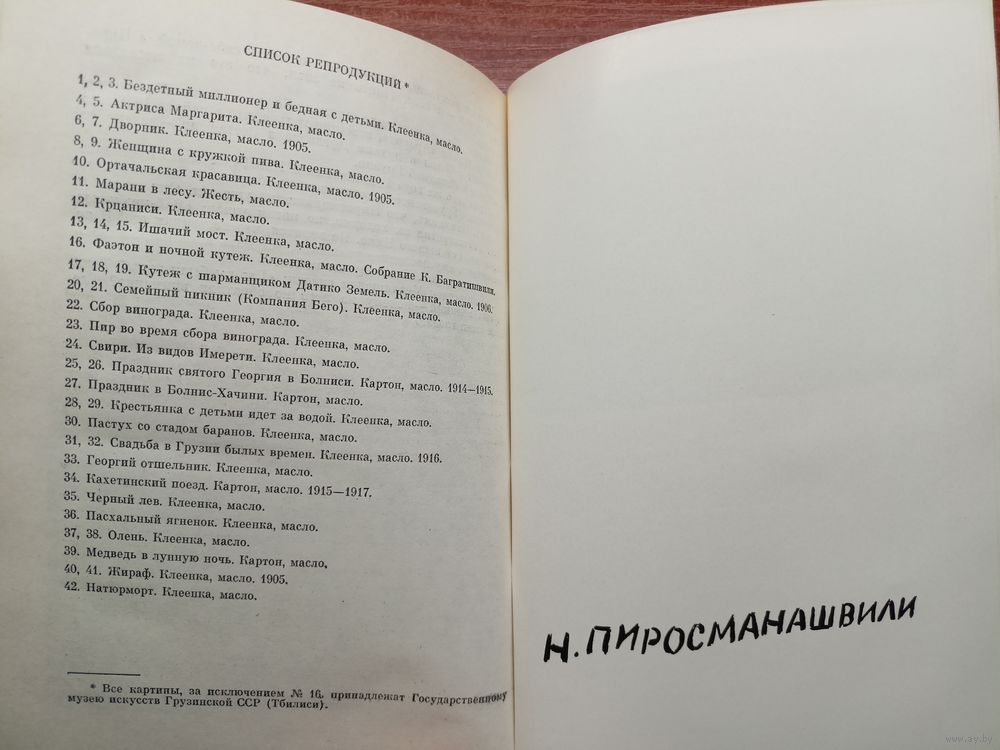 СПИСОК РЕПРОДУКЦИЙ*
1, 2, 3. Бездетный миллионер и бедная с детьми. Клеенка, масло.
4, 5. Актриса Маргарита. Клеенка, масло.
6, 7. Дворник. Клеенка, масло. 1905.
8, 9. Женщина с кружкой пива. Клеенка, масло.
10. Ортачальская красавица. Клеенка, масло. 1905.
11. Марани в лесу. Жесть, масло.
12. Крцаниси. Клеенка, масло.
13, 14, 15. Ишачий мост. Клеенка, масло.
16. Фаэтон и ночной кутеж. Клеенка, масло. Собрание К. Багратишвили.
17, 18, 19. Кутеж с шарманщиком Датико Земель. Клеенка, масло. 1906.
20, 21. Семейный пикник (Компания Бего). Клеенка, масло.
22. Сбор винограда. Клеенка, масло.
23. Пир во время сбора винограда. Клеенка, масло.
24. Свири. Из видов Имерети. Клеенка, масло.
25, 26. Праздник святого Георгия в Болниси. Картон, масло. 1914—1915.
27. Праздник в Болнис-Хачини. Картон, масло.
28, 29. Крестьянка с детьми идет за водой. Клеенка, масло.
30. Пастух со стадом баранов. Клеенка, масло.
31, 32. Свадьба в Грузии былых времен. Клеенка, масло. 1916.
33. Георгий отшельник. Клеенка, масло.
34. Кахетинский поезд. Картон, масло. 1915—1917.
35. Черный лев. Клеенка, масло.
36. Пасхальный ягненок. Клеенка, масло.
37, 38. Олень. Клеенка, масло.
39. Медведь в лунную ночь. Картон, масло,
40, 41. Жираф. Клеенка, масло. 1905.
42. Натюрморт. Клеенка, масло.
* Все картины, за исключением № 16, принадлежат Государственному
музею искусств Грузинской ССР (Тбилиси).
Н. ПИРОСМАНАШВИЛИ
www.ay.by